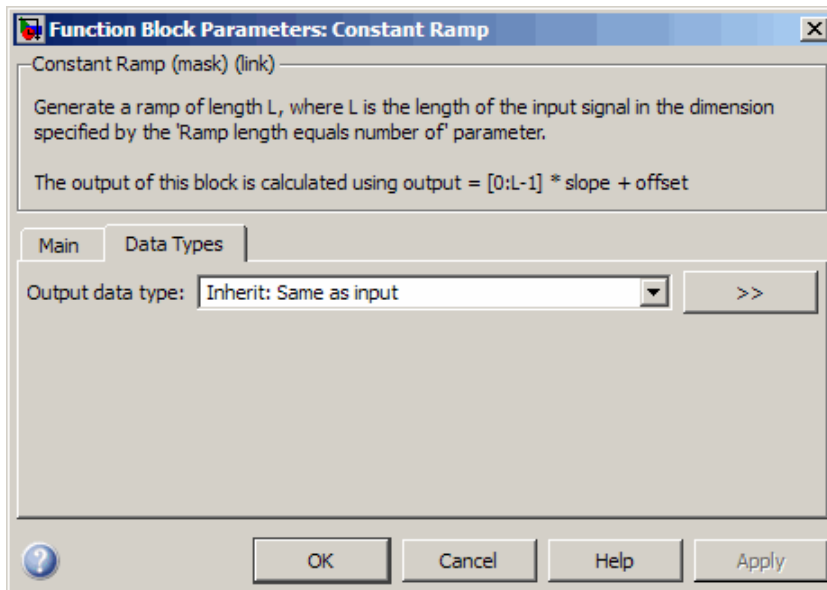 Function Block Parameters: Constant Ramp
Constant Ramp (mask) (link)
Generate a ramp of length L, where L is the length of the input signal in the dimension
specified by the 'Ramp length equals number of' parameter.
The output of this block is calculated using output = [0:L-1] * slope + offset
Main Data Types
Output data type: Inherit: Same as input >>
OK Cancel Help Apply